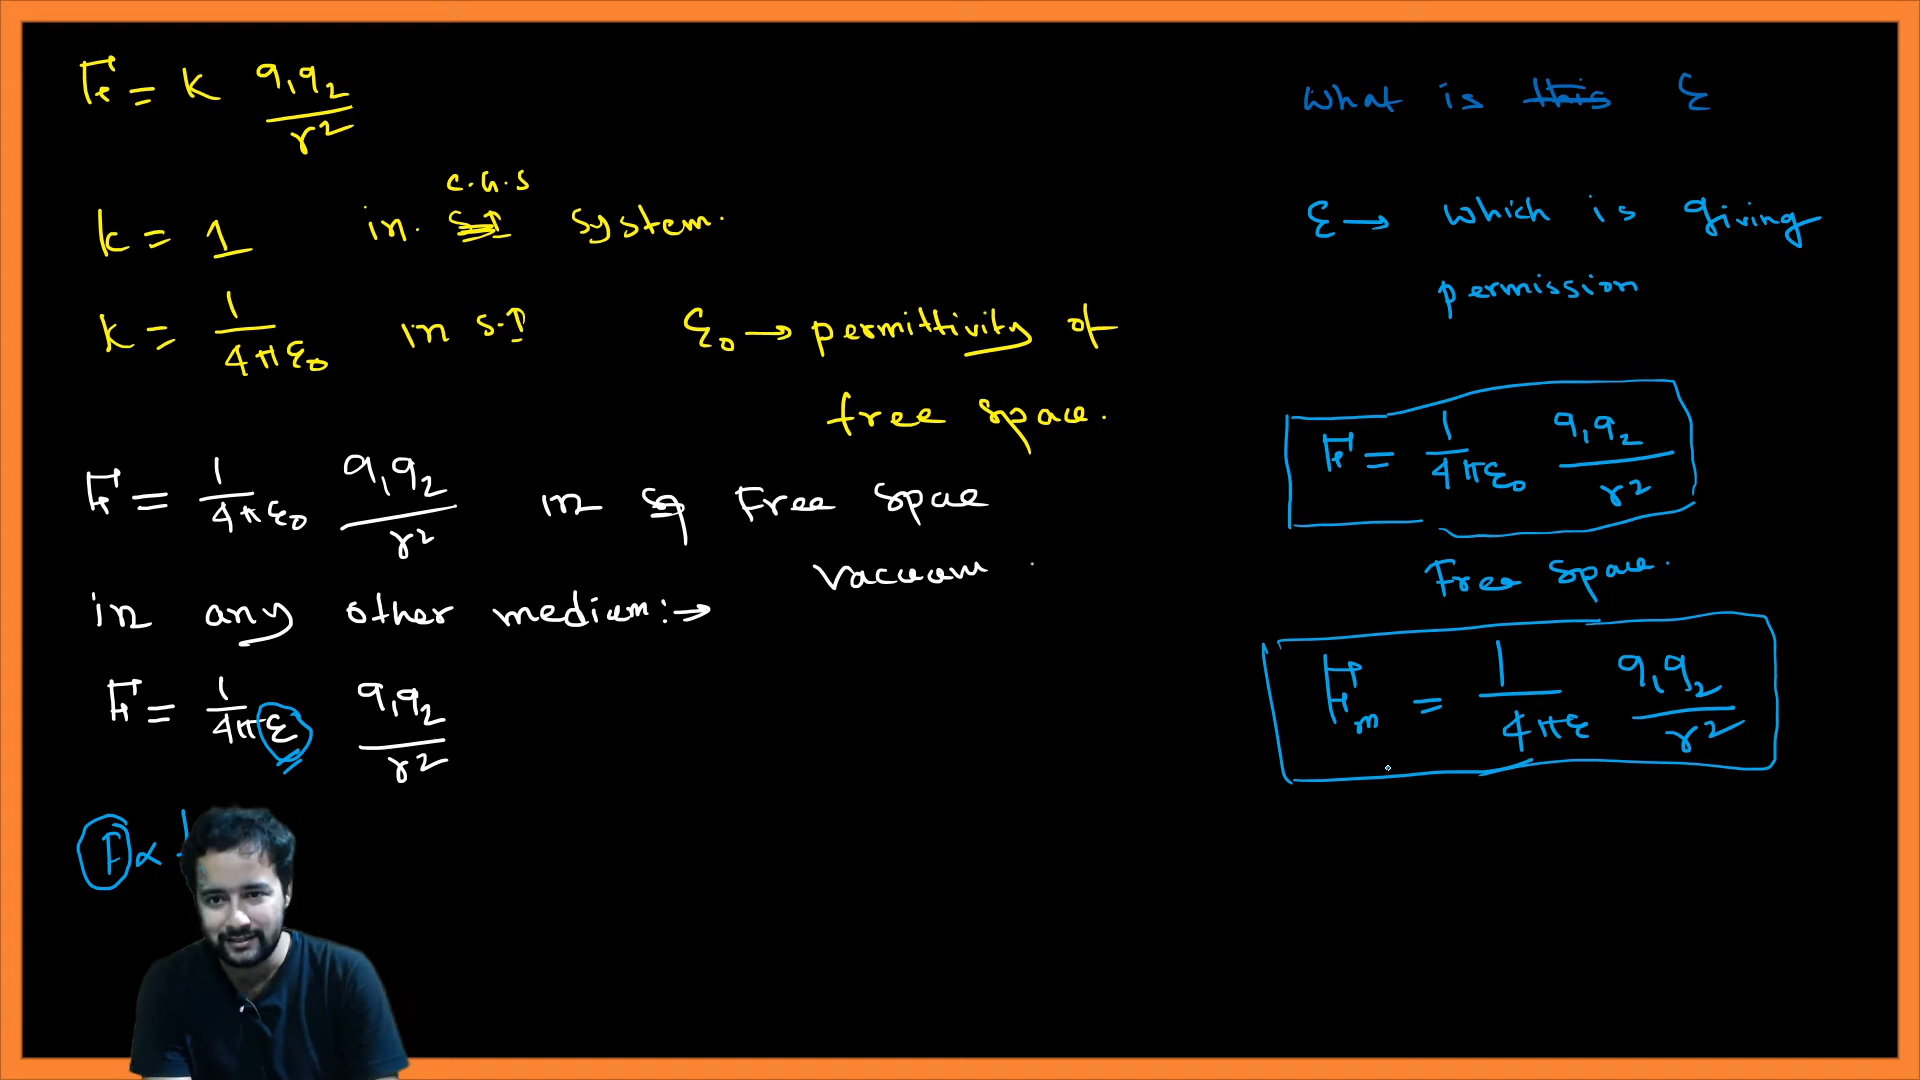 F⃗ = k q₁q₂/r²
k = 1 in C.G.S system.
k = 1/4πε₀ in S.I
ε₀ → permittivity of
free space.
F⃗ = 1/4πε₀ q₁q₂/r² in Free Spae
Vacuum.
in any other medium:→
F⃗ = 1/4πε q₁q₂/r²
F ∝
What is this ε
ε → which is giving
permission
F⃗ = 1/4πε₀ q₁q₂/r²
Free Space.
F⃗m = 1/4πε q₁q₂/r²